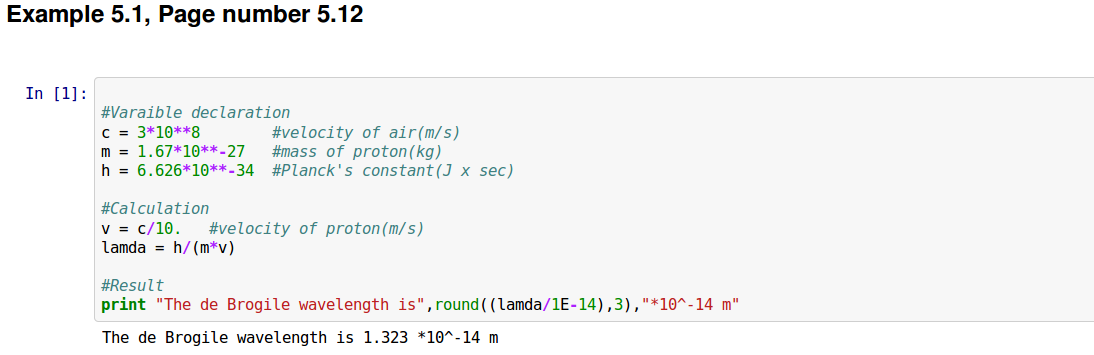 Example 5.1, Page number 5.12
In [1]:
#Varaible declaration
c = 3*10**8        #velocity of air(m/s)
m = 1.67*10**-27   #mass of proton(kg)
h = 6.626*10**-34  #Planck's constant(J x sec)
#Calculation
v = c/10.   #velocity of proton(m/s)
lamda = h/(m*v)
#Result
print "The de Brogile wavelength is",round((lamda/1E-14),3),"*10^-14 m"
The de Brogile wavelength is 1.323 *10^-14 m